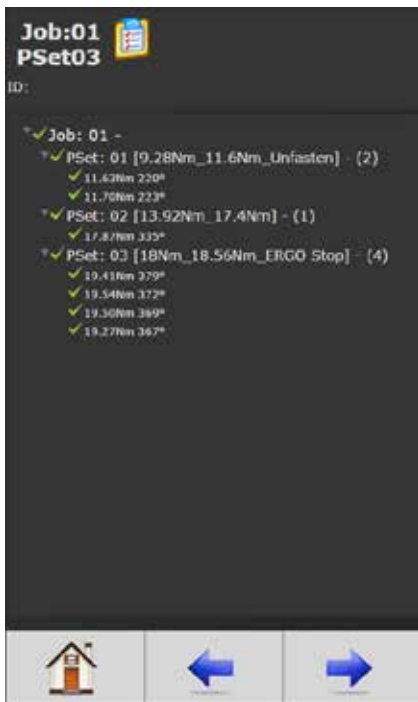 Job:01
PSet03
ID:
Job: 01 -
PSet: 01 [9.28Nm_11.6Nm_Unfasten] - (2)
11.63Nm 220°
11.70Nm 223°
PSet: 02 [13.92Nm_17.4Nm] - (1)
17.87Nm 335°
PSet: 03 [18Nm_18.56Nm_ERGO Stop] - (4)
19.41Nm 379°
19.54Nm 372°
19.50Nm 369°
19.27Nm 367°